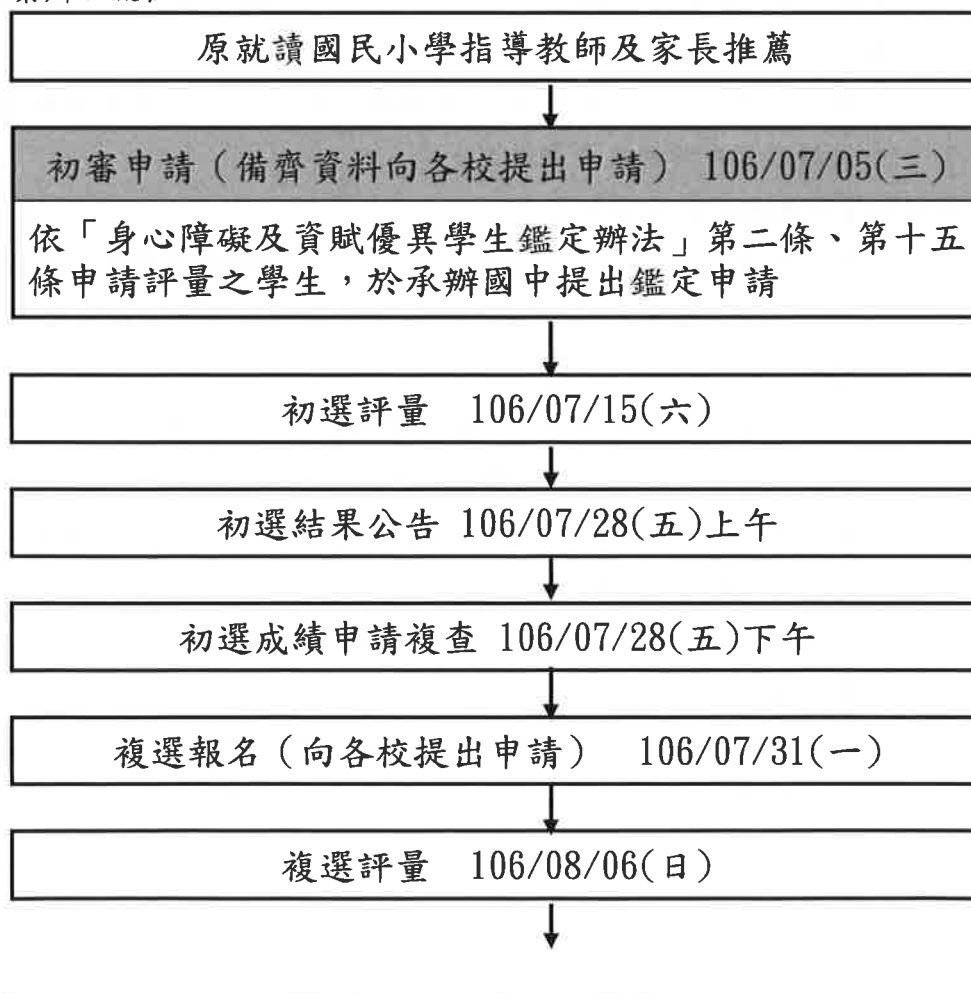 原就讀國民小學指導教師及家長推薦
初審申請（備齊資料向各校提出申請） 106/07/05(三)
依「身心障礙及資賦優異學生鑑定辦法」第二條、第十五
條申請評量之學生，於承辦國中提出鑑定申請
初選評量 106/07/15(六)
初選結果公告 106/07/28(五)上午
初選成績申請複查 106/07/28(五)下午
複選報名（向各校提出申請） 106/07/31(一)
複選評量 106/08/06(日)